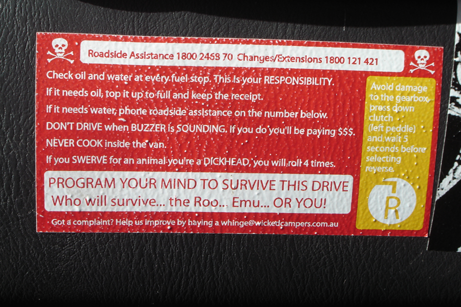 Roadside Assistance 1800 2468 70 Changes/Extensions 1800 121 421
Check oil and water at every fuel stop. This is your RESPONSIBILITY.
If it needs oil, top it up to full and keep the receipt.
If it needs water, phone roadside assistance on the number below.
DON'T DRIVE when BUZZER is SOUNDING. If you do you'll be paying $$$.
NEVER COOK inside the van.
If you SWERVE for an animal you're a DICKHEAD, you will roll 4 times.
PROGRAM YOUR MIND TO SURVIVE THIS DRIVE
Who will survive... the Roo.. Emu... OR YOU!
Got a complaint? Help us improve by having a whinge@wickedcampers.com.au
Avoid damage
to the gearbox
press down
clutch
(left peddle)
and wait 3
seconds before
selecting
reverse.
R